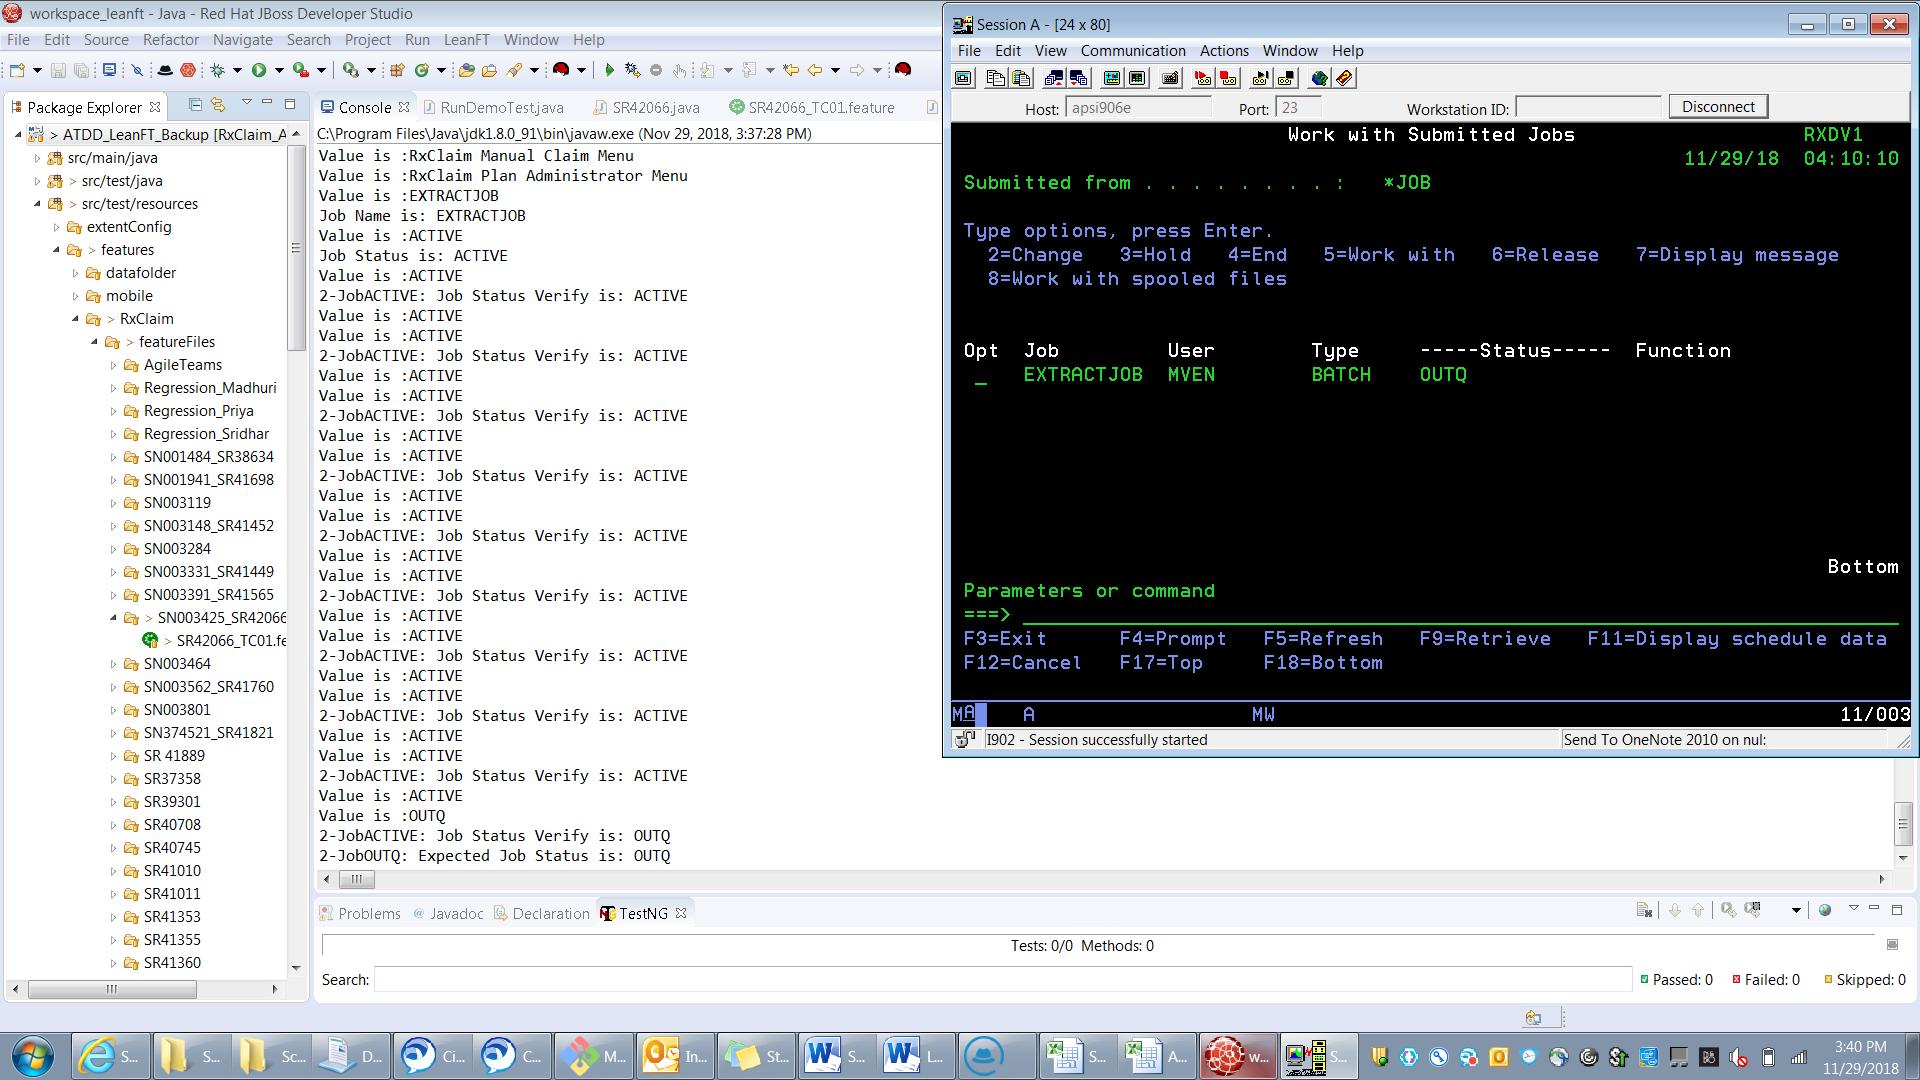 workspace_leanft - Java - Red Hat JBoss Developer Studio
File Edit Source Refactor Navigate Search Project Run LeanFT Window Help
Package Explorer
> ATDD_LeanFT_Backup [RxClaim_A
src/main/java
> src/test/java
> src/test/resources
extentConfig
> features
datafolder
mobile
> RxClaim
> featureFiles
AgileTeams
Regression_Madhuri
Regression_Priya
Regression_Sridhar
SN001484_SR38634
SN001941_SR41698
SN003119
SN003148_SR41452
SN003284
SN003331_SR41449
SN003391_SR41565
> SN003425_SR42066
> SR42066_TC01.fe
SN003464
SN003562_SR41760
SN003801
SN374521_SR41821
SR 41889
SR37358
SR39301
SR40708
SR40745
SR41010
SR41011
SR41353
SR41355
SR41360
Console RunDemoTest.java SR42066.java SR42066_TC01.feature
C:\Program Files\Java\jdk1.8.0_91\bin\javaw.exe (Nov 29, 2018, 3:37:28 PM)
Value is :RxClaim Manual Claim Menu
Value is :RxClaim Plan Administrator Menu
Value is :EXTRACTJOB
Job Name is: EXTRACTJOB
Value is :ACTIVE
Job Status is: ACTIVE
Value is :ACTIVE
2-JobACTIVE: Job Status Verify is: ACTIVE
Value is :ACTIVE
Value is :ACTIVE
2-JobACTIVE: Job Status Verify is: ACTIVE
Value is :ACTIVE
Value is :ACTIVE
2-JobACTIVE: Job Status Verify is: ACTIVE
Value is :ACTIVE
Value is :ACTIVE
2-JobACTIVE: Job Status Verify is: ACTIVE
Value is :ACTIVE
Value is :ACTIVE
2-JobACTIVE: Job Status Verify is: ACTIVE
Value is :ACTIVE
Value is :ACTIVE
2-JobACTIVE: Job Status Verify is: ACTIVE
Value is :ACTIVE
Value is :ACTIVE
2-JobACTIVE: Job Status Verify is: ACTIVE
Value is :ACTIVE
Value is :ACTIVE
2-JobACTIVE: Job Status Verify is: ACTIVE
Value is :ACTIVE
Value is :ACTIVE
2-JobACTIVE: Job Status Verify is: ACTIVE
Value is :ACTIVE
Value is :OUTQ
2-JobACTIVE: Job Status Verify is: OUTQ
2-JobOUTQ: Expected Job Status is: OUTQ
Problems @ Javadoc Declaration TestNG
Tests: 0/0 Methods: 0
Search:
Passed: 0 Failed: 0 Skipped: 0
Session A - [24 x 80]
File Edit View Communication Actions Window Help
Host: apsi906e Port: 23 Workstation ID: Disconnect
Work with Submitted Jobs RXDV1
11/29/18 04:10:10
Submitted from . . . . . . . . : *JOB
Type options, press Enter.
2=Change 3=Hold 4=End 5=Work with 6=Release 7=Display message
8=Work with spooled files
Opt Job User Type -----Status----- Function
_ EXTRACTJOB MVEN BATCH OUTQ
Bottom
Parameters or command
===>
F3=Exit F4=Prompt F5=Refresh F9=Retrieve F11=Display schedule data
F12=Cancel F17=Top F18=Bottom
MA A MW 11/003
I902 - Session successfully started Send To OneNote 2010 on nul:
S... S... Sc... D... Ci... C... M... In... St... S... L... S... A... w... S...
3:40 PM
11/29/2018